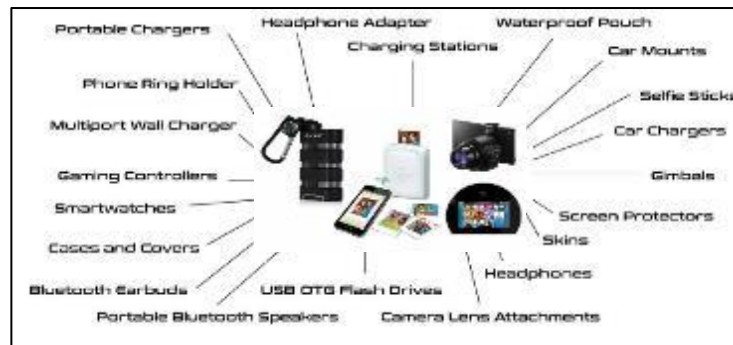 Headphone Adapter
Waterproof Pouch
Portable Chargers
Charging Stations
Car Mounts
Phone Ring Holder
Selfie Sticks
Multiport Wall Charger
Car Chargers
Gaming Controllers
Gimbals
Smartwatches
Screen Protectors
Skins
Cases and Covers
Headphones
Bluetooth Earbuds
USB OTG Flash Drives
Portable Bluetooth Speakers
Camera Lens Attachments